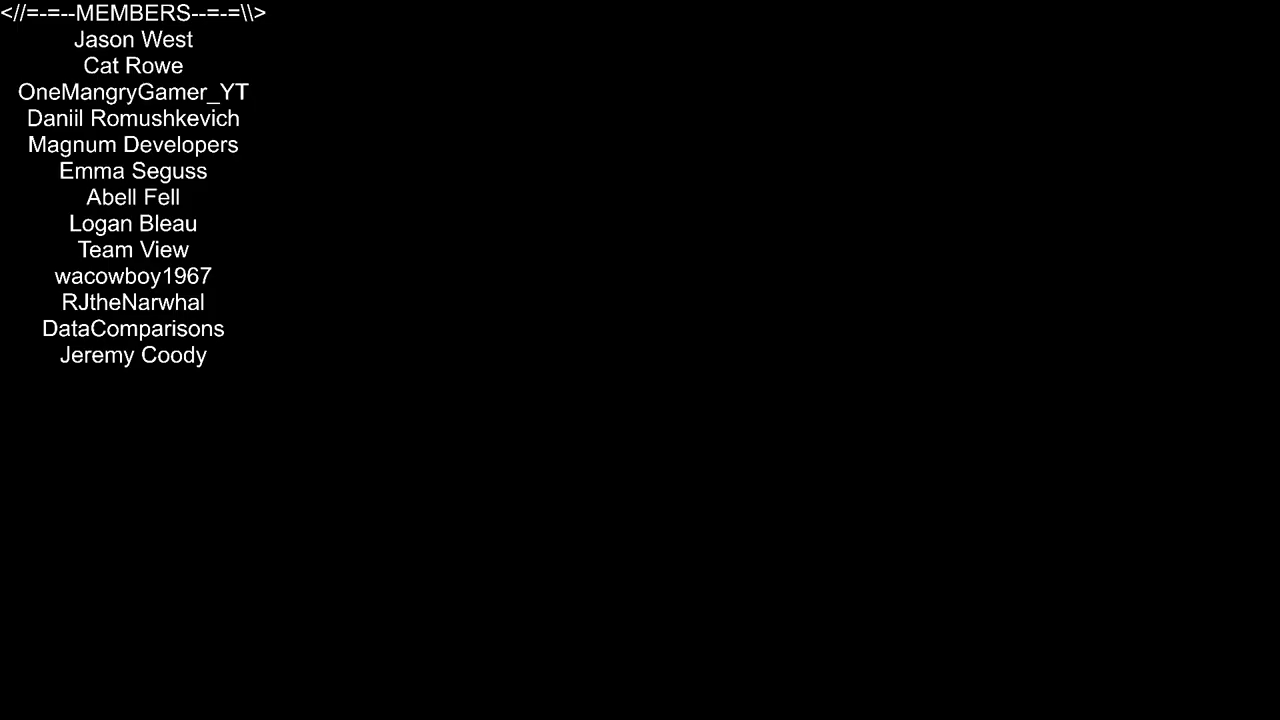 <//=-=--MEMBERS--=-=\\>
Jason West
Cat Rowe
OneMangryGamer_YT
Daniil Romushkevich
Magnum Developers
Emma Seguss
Abell Fell
Logan Bleau
Team View
wacowboy1967
RJtheNarwhal
DataComparisons
Jeremy Coody